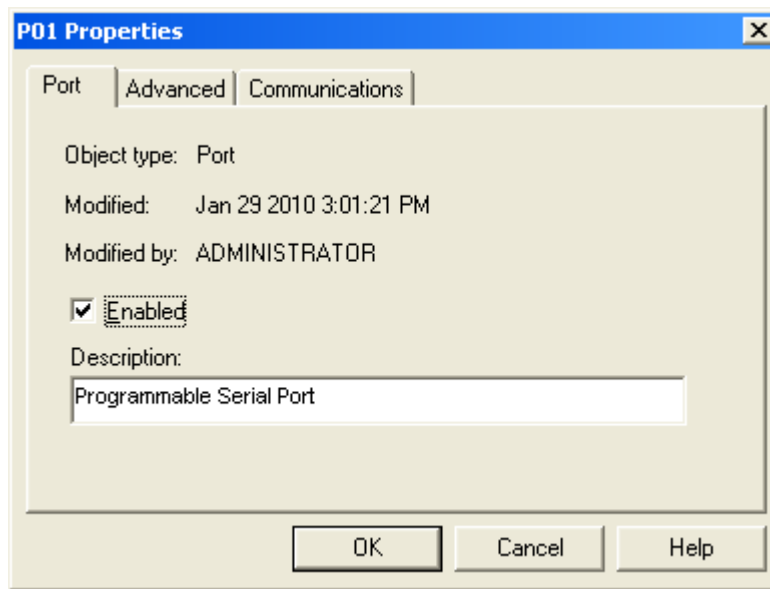 P01 Properties
Port Advanced Communications
Object type: Port
Modified: Jan 29 2010 3:01:21 PM
Modified by: ADMINISTRATOR
Enabled
Description:
Programmable Serial Port
OK Cancel Help